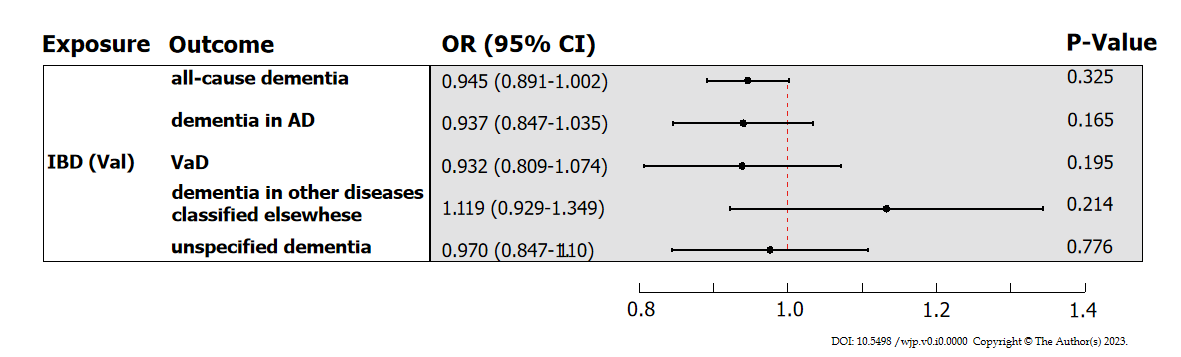 Exposure Outcome OR (95% CI) P-Value
all-cause dementia 0.945 (0.891-1.002) 0.325
dementia in AD 0.937 (0.847-1.035) 0.165
IBD (Val) VaD 0.932 (0.809-1.074) 0.195
dementia in other diseases
classified elsewhese 1.119 (0.929-1.349) 0.214
unspecified dementia 0.970 (0.847- 0.776
0.8 1.0 1.2 1.4
DOI: 10.5498 /wjp.v0.i0.0000 Copyright © The Author(s) 2023.